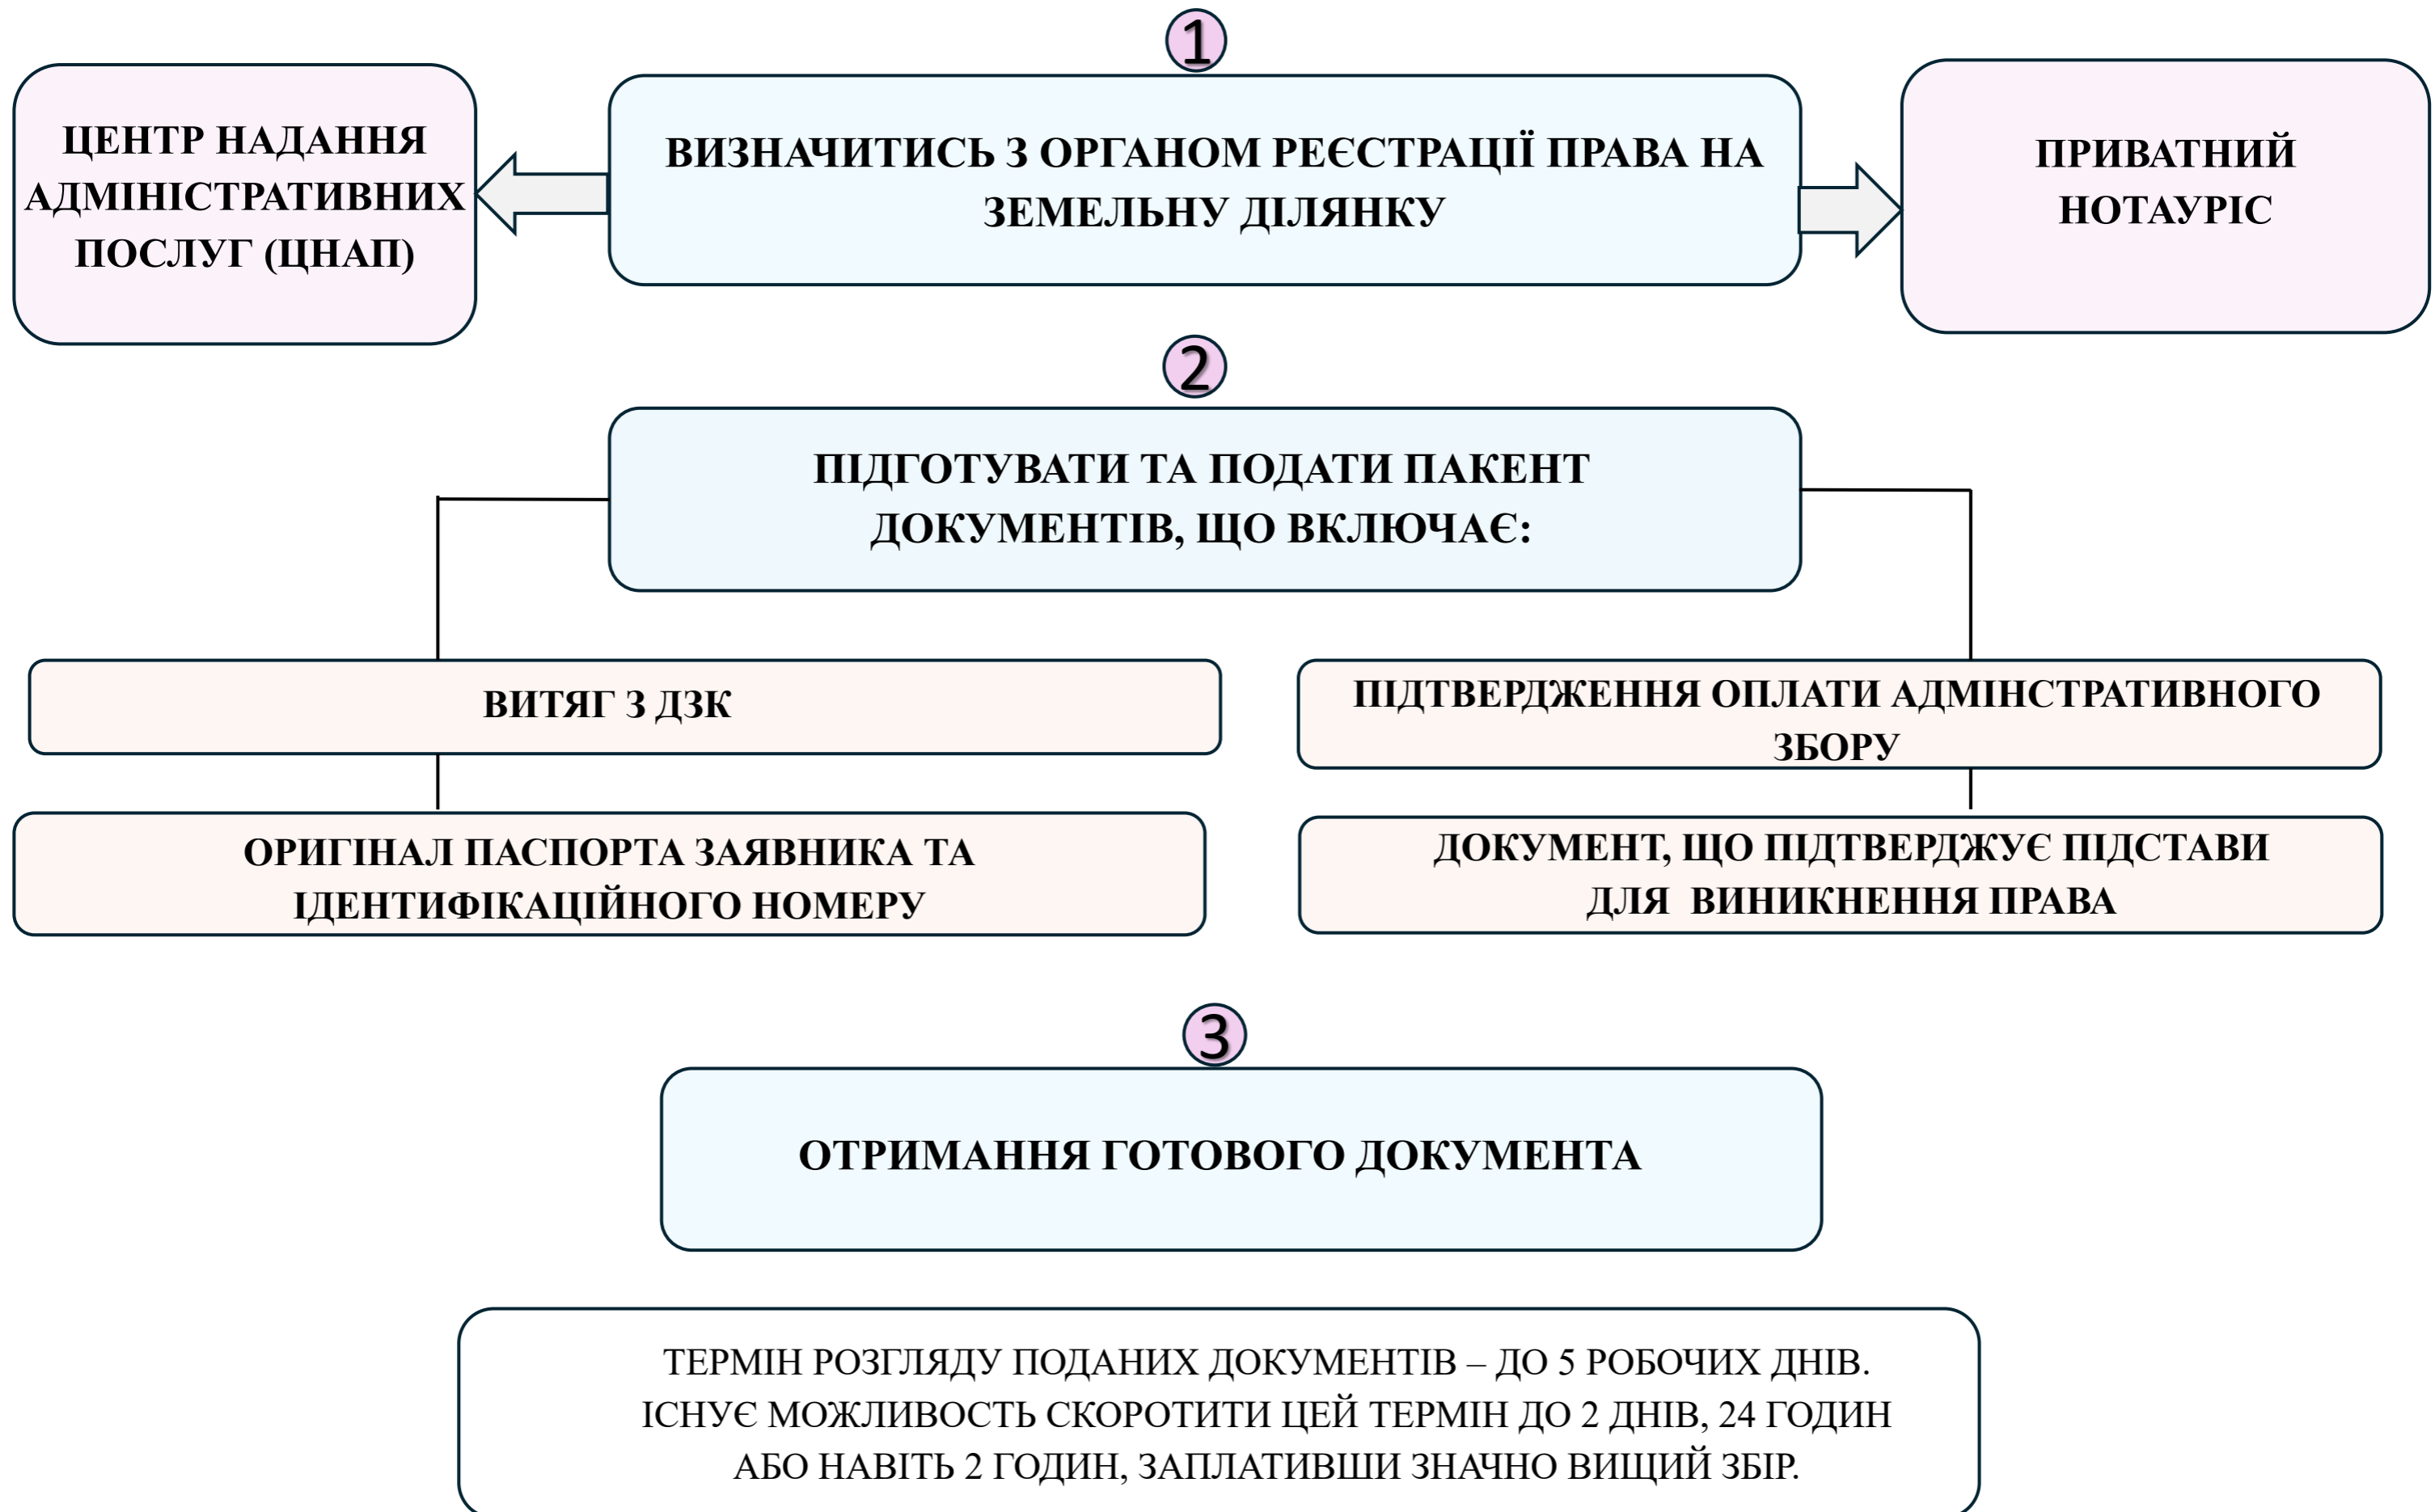 1
ЦЕНТР НАДАННЯ
АДМІНІСТРАТИВНИХ
ПОСЛУГ (ЦНАП)
ВИЗНАЧИТИСЬ З ОРГАНОМ РЕЄСТРАЦІЇ ПРАВА НА
ЗЕМЕЛЬНУ ДІЛЯНКУ
ПРИВАТНИЙ
НОТАУРІС
2
ПІДГОТУВАТИ ТА ПОДАТИ ПАКЕНТ
ДОКУМЕНТІВ, ЩО ВКЛЮЧАЄ:
ВИТЯГ З ДЗК
ПІДТВЕРДЖЕННЯ ОПЛАТИ АДМІНСТРАТИВНОГО
ЗБОРУ
ОРИГІНАЛ ПАСПОРТА ЗАЯВНИКА ТА
ІДЕНТИФІКАЦІЙНОГО НОМЕРУ
ДОКУМЕНТ, ЩО ПІДТВЕРДЖУЄ ПІДСТАВИ
ДЛЯ ВИНИКНЕННЯ ПРАВА
3
ОТРИМАННЯ ГОТОВОГО ДОКУМЕНТА
ТЕРМІН РОЗГЛЯДУ ПОДАНИХ ДОКУМЕНТІВ – ДО 5 РОБОЧИХ ДНІВ.
ІСНУЄ МОЖЛИВОСТЬ СКОРОТИТИ ЦЕЙ ТЕРМІН ДО 2 ДНІВ, 24 ГОДИН
АБО НАВІТЬ 2 ГОДИН, ЗАПЛАТИВШИ ЗНАЧНО ВИЩИЙ ЗБІР.